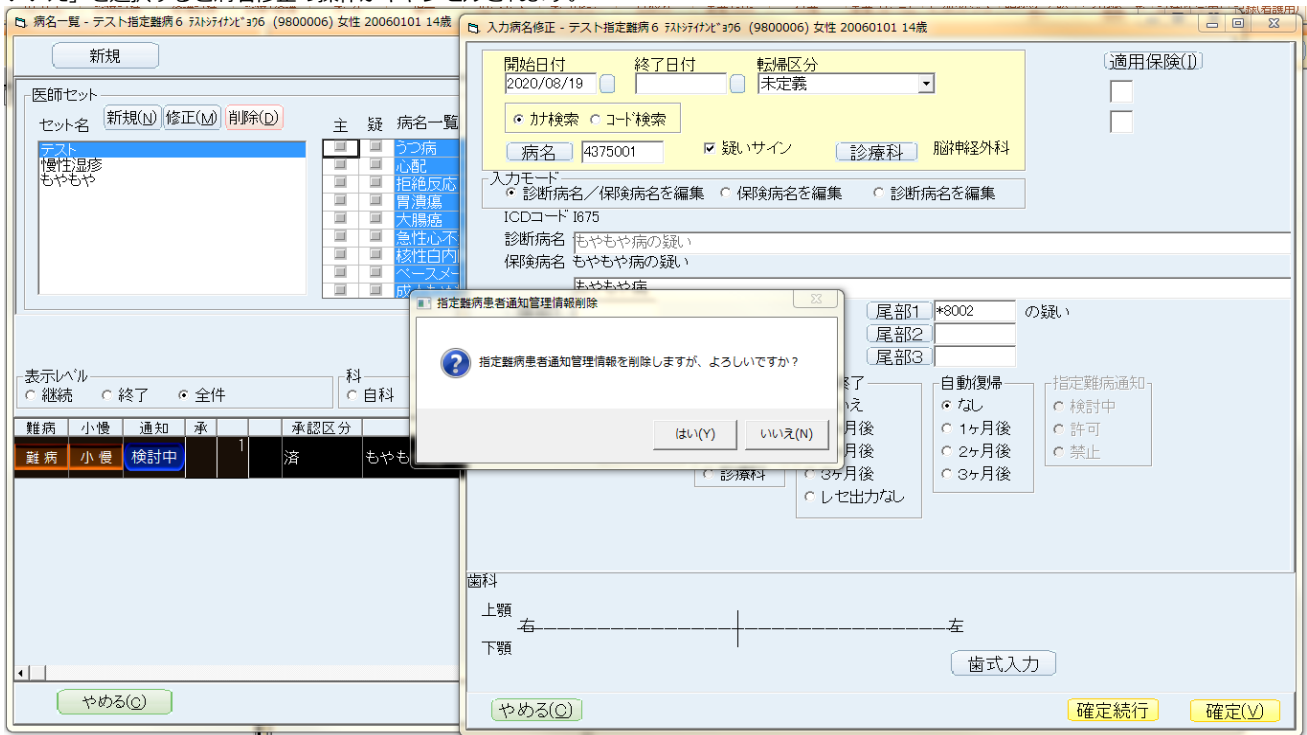 病名一覧 - テスト指定難病６ ﾃｽﾄｼﾃｲﾅﾝﾋﾞｮｳ6 (9800006) 女性 20060101 14歳
新規
医師セット
セット名 新規(N) 修正(M) 削除(D)
主 疑 病名一覧
テスト
慢性湿疹
もやもや
うつ病
心配
拒絶反応
胃潰瘍
大腸癌
急性心不
核性白内
ペースメー
表示レベル
継続 終了 全件
科
自科
難病 小慢 通知 承 承認区分
難病 小慢 検討中 1 済 もやも
やめる(C)
入力病名修正 - テスト指定難病６ ﾃｽﾄｼﾃｲﾅﾝﾋﾞｮｳ6 (9800006) 女性 20060101 14歳
開始日付 終了日付 転帰区分
2020/08/19 未定義
カナ検索 コード検索
病名 4375001 疑いサイン 診療科 脳神経外科
適用保険(I)
入力モード
診断病名／保険病名を編集 保険病名を編集 診断病名を編集
ICDコード I675
診断病名 もやもや病の疑い
保険病名 もやもや病の疑い
もやもや病
尾部1 *8002 の疑い
尾部2
尾部3
指定難病患者通知管理情報削除
指定難病患者通知管理情報を削除しますが、よろしいですか？
はい(Y) いいえ(N)
診療科
3ヶ月後
レセ出力なし
自動復帰
なし
1ヶ月後
2ヶ月後
3ヶ月後
指定難病通知
検討中
許可
禁止
歯科
上顎
右 左
下顎
歯式入力
やめる(C) 確定続行 確定(V)